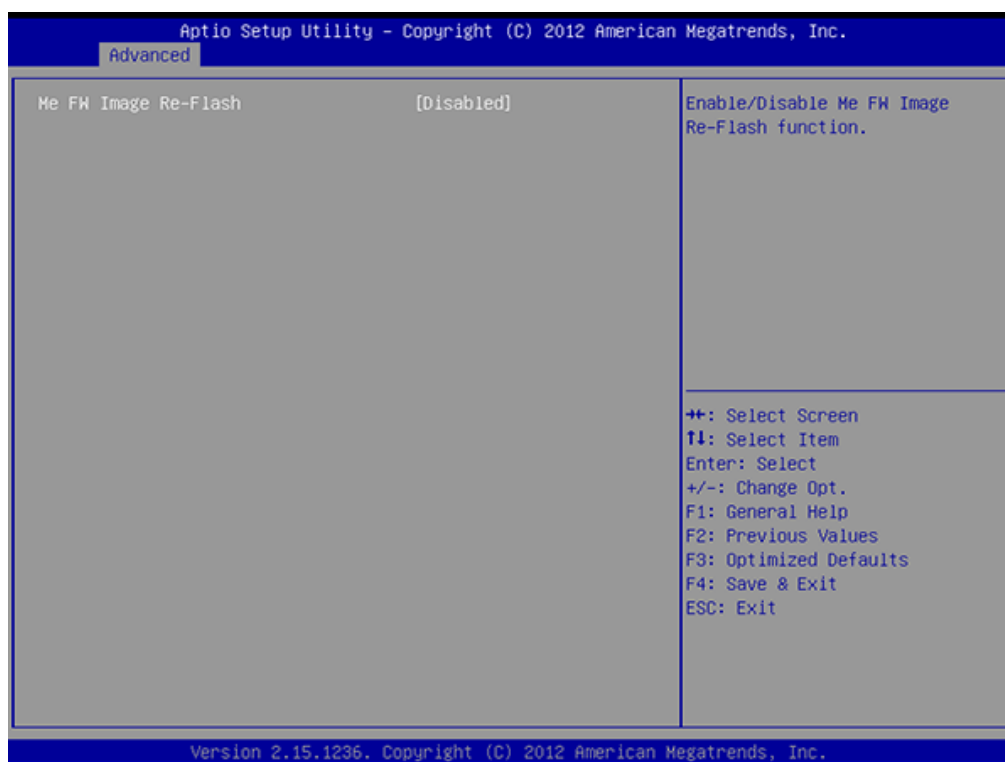 Aptio Setup Utility – Copyright (C) 2012 American Megatrends, Inc.
Advanced
Me FW Image Re-Flash [Disabled]
Enable/Disable Me FW Image
Re-Flash function.
→←: Select Screen
↑↓: Select Item
Enter: Select
+/-: Change Opt.
F1: General Help
F2: Previous Values
F3: Optimized Defaults
F4: Save & Exit
ESC: Exit
Version 2.15.1236. Copyright (C) 2012 American Megatrends, Inc.